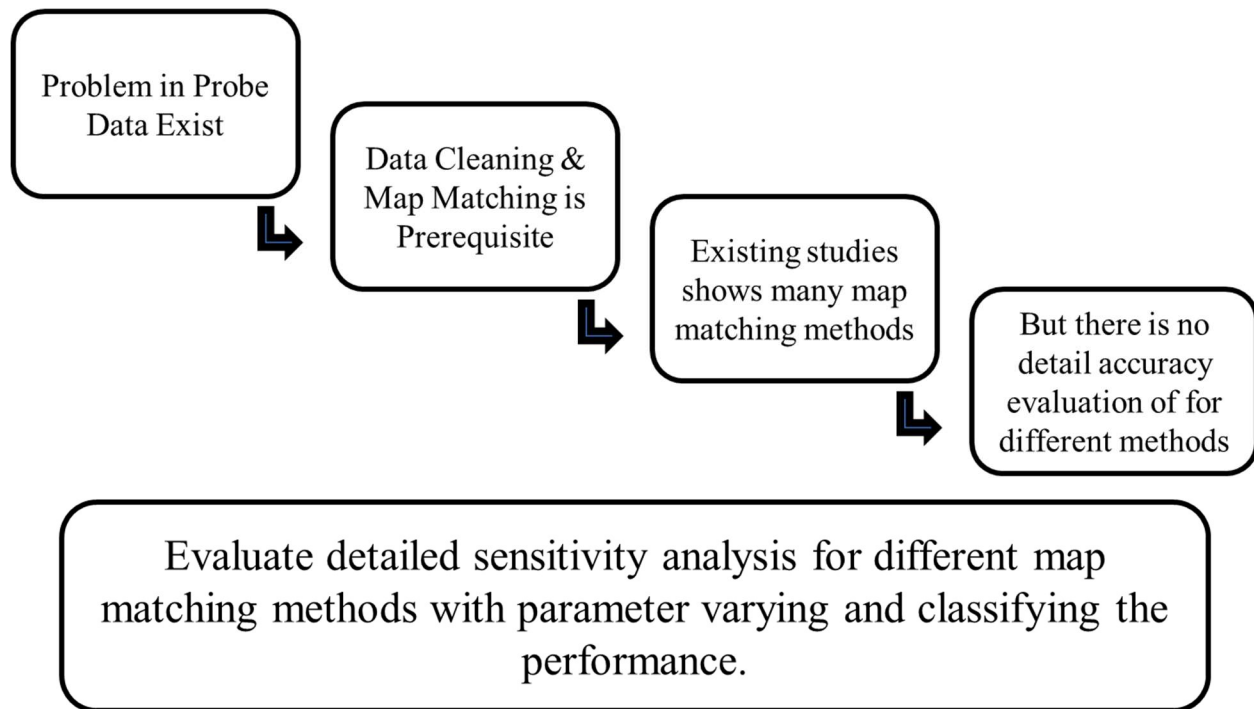 Problem in Probe
Data Exist
Data Cleaning &
Map Matching is
Prerequisite
Existing studies
shows many map
matching methods
But there is no
detail accuracy
evaluation of for
different methods
Evaluate detailed sensitivity analysis for different map
matching methods with parameter varying and classifying the
performance.